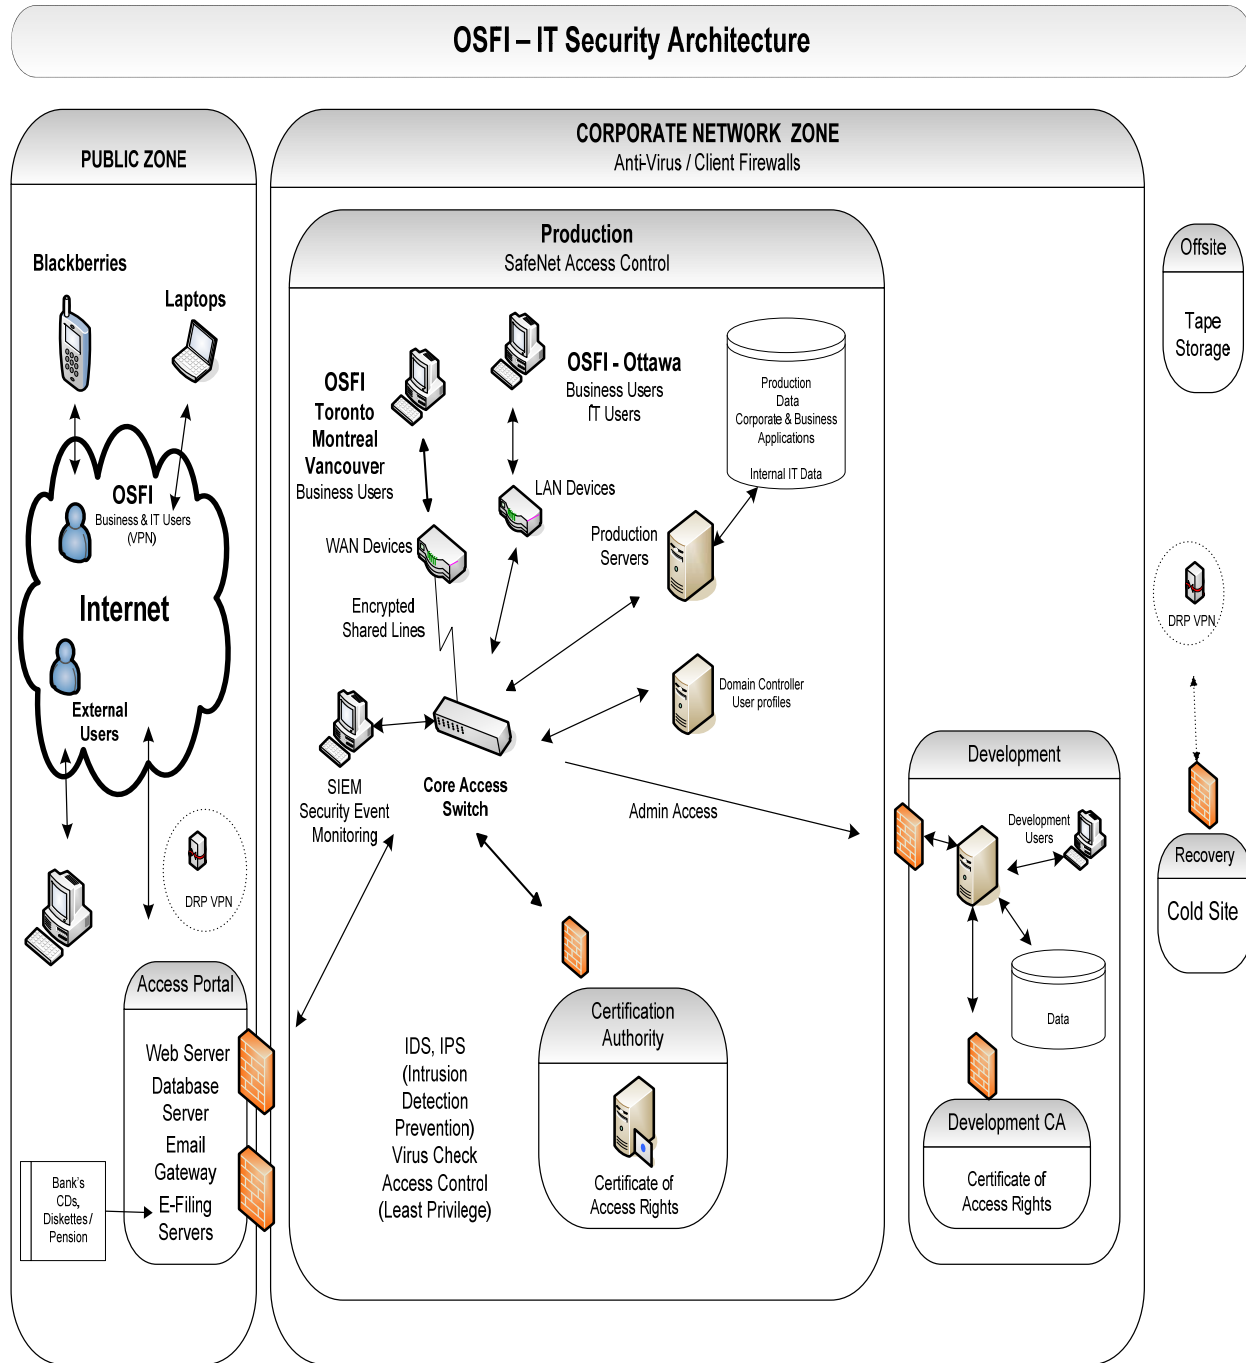 OSFI – IT Security Architecture
PUBLIC ZONE
Blackberries
Laptops
OSFI
Business & IT Users
(VPN)
Internet
External
Users
DRP VPN
Access Portal
Web Server
Database
Server
Email
Gateway
E-Filing
Servers
Bank's
CDs,
Diskettes /
Pension
CORPORATE NETWORK ZONE
Anti-Virus / Client Firewalls
Production
SafeNet Access Control
OSFI
Toronto
Montreal
Vancouver
Business Users
OSFI - Ottawa
Business Users
IT Users
Production
Data
Corporate & Business
Applications
Internal IT Data
LAN Devices
WAN Devices
Production
Servers
Encrypted
Shared Lines
Domain Controller
User profiles
SIEM
Security Event
Monitoring
Core Access
Switch
Admin Access
IDS, IPS
(Intrusion
Detection
Prevention)
Virus Check
Access Control
(Least Privilege)
Certification
Authority
Certificate of
Access Rights
Development
Development
Users
Data
Development CA
Certificate of
Access Rights
Offsite
Tape
Storage
DRP VPN
Recovery
Cold Site